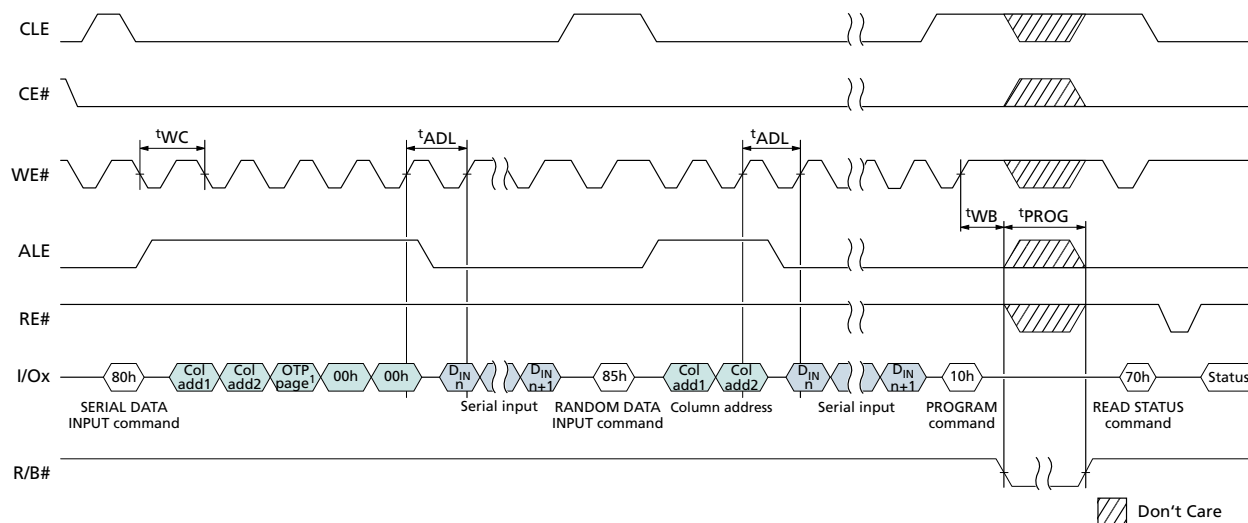 CLE
CE#
tWC
tADL
tADL
WE#
tWB
tPROG
ALE
RE#
I/Ox
80h
Col add1
Col add2
OTP page1
00h
00h
DIN n
DIN n+1
85h
Col add1
Col add2
DIN n
DIN n+1
10h
70h
Status
SERIAL DATA
INPUT command
Serial input
RANDOM DATA
INPUT command
Column address
Serial input
PROGRAM
command
READ STATUS
command
R/B#
Don't Care